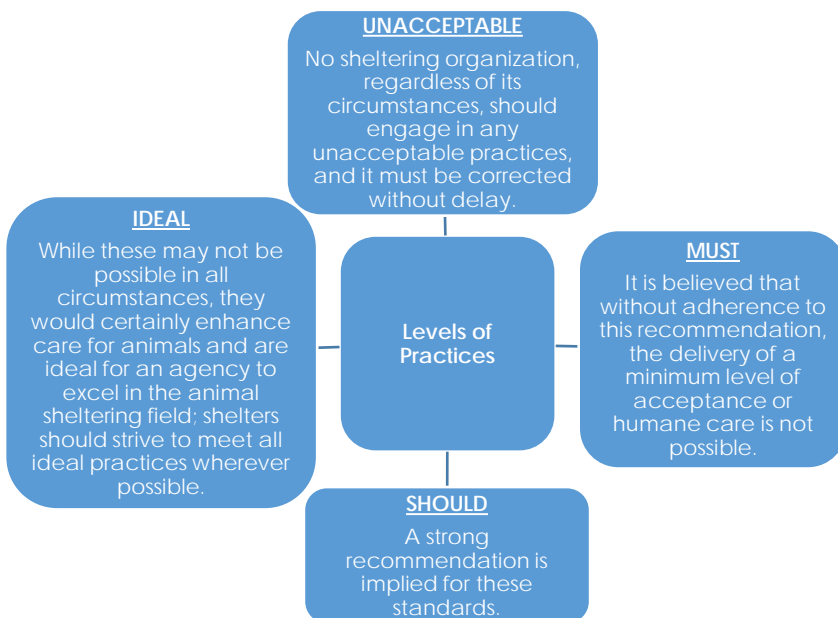 UNACCEPTABLE
No sheltering organization,
regardless of its
circumstances, should
engage in any
unacceptable practices,
and it must be corrected
without delay.
IDEAL
While these may not be
possible in all
circumstances, they
would certainly enhance
care for animals and are
ideal for an agency to
excel in the animal
sheltering field; shelters
should strive to meet all
ideal practices wherever
possible.
Levels of
Practices
MUST
It is believed that
without adherence to
this recommendation,
the delivery of a
minimum level of
acceptance or
humane care is not
possible.
SHOULD
A strong
recommendation is
implied for these
standards.